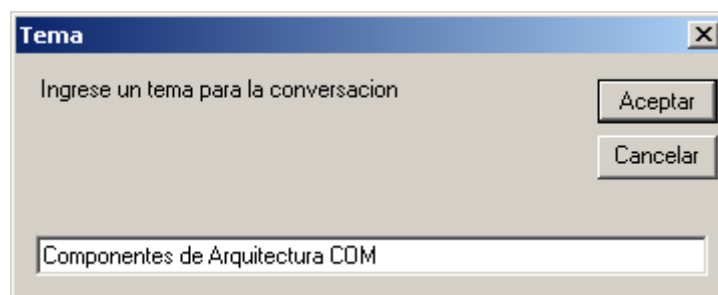 Tema
Ingrese un tema para la conversacion
Aceptar
Cancelar
Componentes de Arquitectura COM